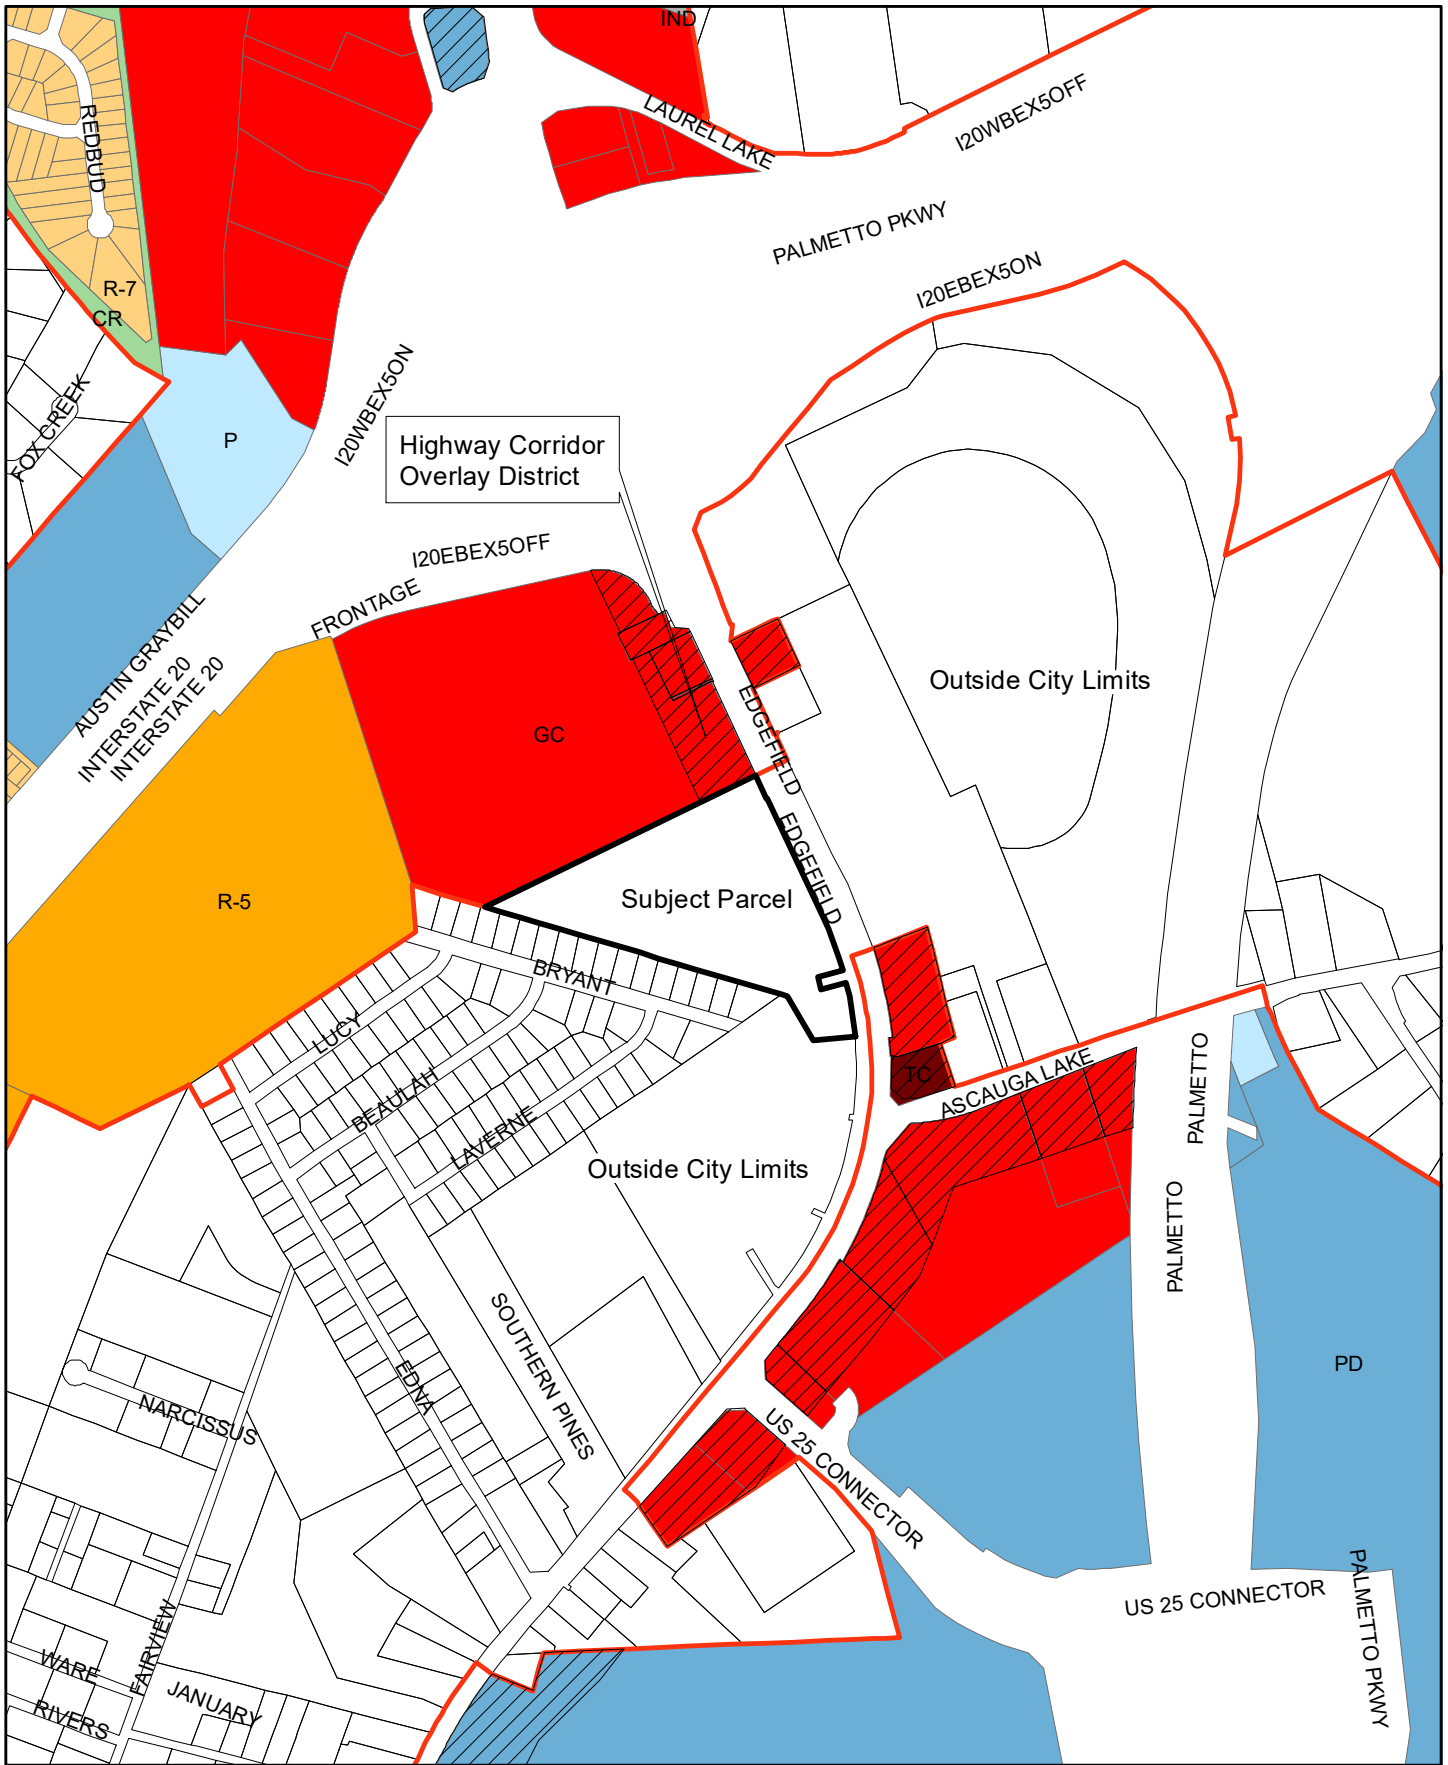 IND
LAUREL LAKE
I20WBEX5OFF
REDBUD
PALMETTO PKWY
I20EBEX5ON
R-7
CR
FOX CREEK
P
I20WBEX5ON
Highway Corridor
Overlay District
I20EBEX5OFF
FRONTAGE
AUSTIN GRAYBILL
INTERSTATE 20
INTERSTATE 20
Outside City Limits
EDGEFIELD
GC
EDGEFIELD
R-5
Subject Parcel
BRYANT
LUCY
BEAULAH
LAVERNE
TC
ASCAUGA LAKE
PALMETTO
PALMETTO
Outside City Limits
SOUTHERN PINES
EDNA
NARCISSUS
PD
US 25 CONNECTOR
US 25 CONNECTOR
PALMETTO PKWY
FAIRVIEW
WARE
RIVERS
JANUARY